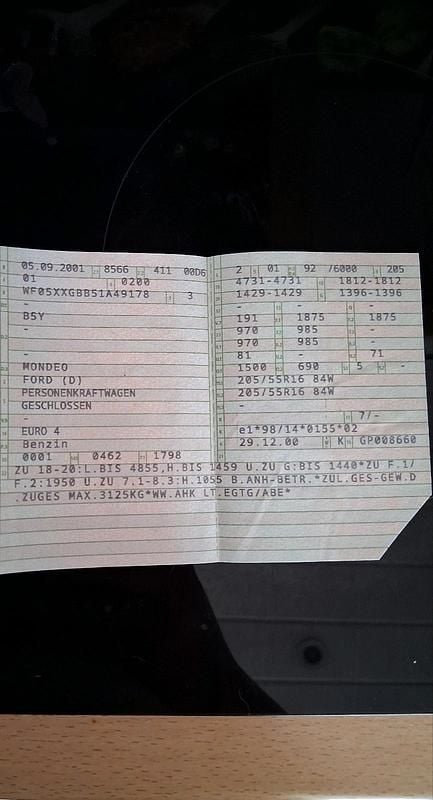 05.09.2001 8566 411 00D6
01 0200
WF05XXGBB51A49178 3
-
BSY
-
-
MONDEO
FORD (D)
PERSONENKRAFTWAGEN
GESCHLOSSEN
-
EURO 4
Benzin
0001 0462 1798
2 01 92 /6000 205
4731-4731 1812-1812
1429-1429 1396-1396
- - -
191 1875 1875
970 985 -
970 985 -
81 - 71
1500 690 5 -
205/55R16 84W
205/55R16 84W
-
7/-
e1*98/14*0155*02
29.12.00 K GP008660
ZU 18-20:L.BIS 4855,H.BIS 1459 U.ZU G:BIS 1440*ZU F.1/
F.2:1950 U.ZU 7.1-8.3:H.1055 B.ANH-BETR.*ZUL.GES-GEW.D
.ZUGES MAX.3125KG*WW.AHK LT.EGTG/ABE*